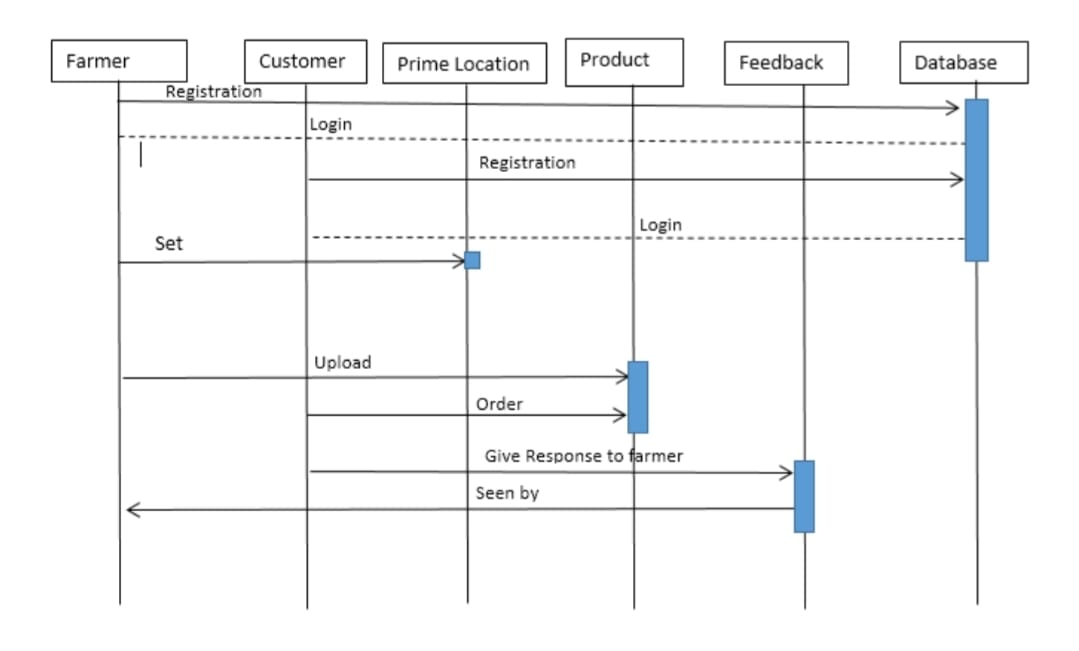 Farmer
Customer
Prime Location
Product
Feedback
Database
Registration
Login
Registration
Login
Set
Upload
Order
Give Response to farmer
Seen by